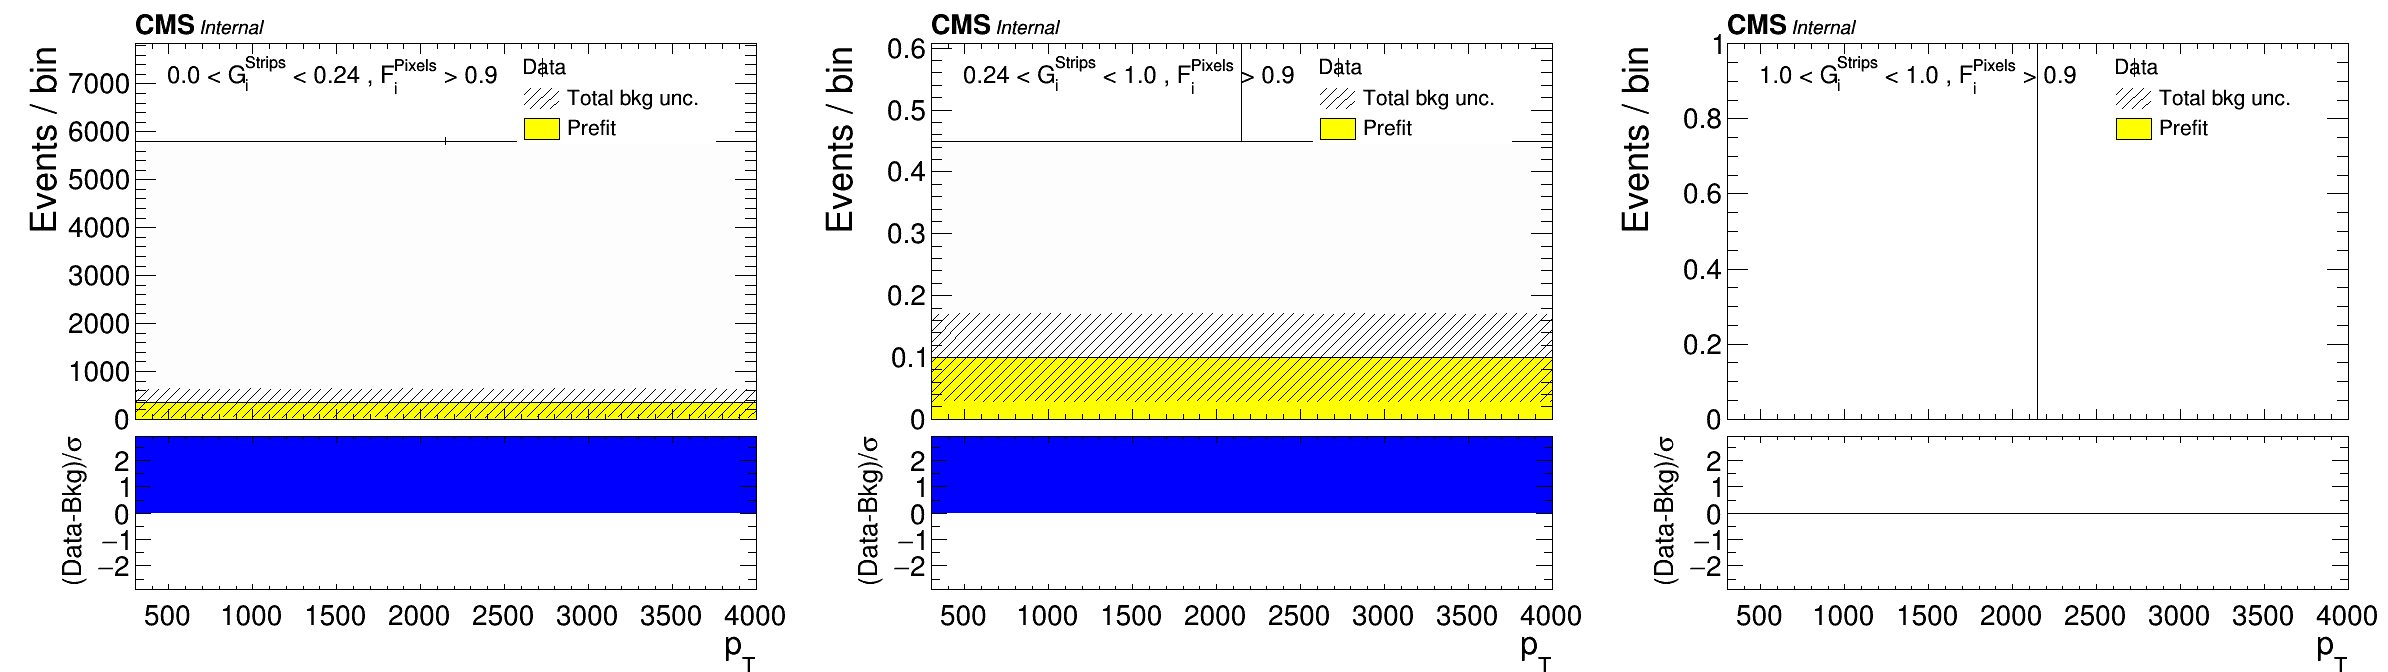 CMS Internal
Events / bin
0.0 < G_i^Strips < 0.24 , F_i^Pixels > 0.9
Data
Total bkg unc.
Prefit
7000
6000
5000
4000
3000
2000
1000
0
(Data-Bkg)/σ
2
1
0
−1
−2
500 1000 1500 2000 2500 3000 3500 4000
p_T
CMS Internal
Events / bin
0.24 < G_i^Strips < 1.0 , F_i^Pixels > 0.9
Data
Total bkg unc.
Prefit
0.6
0.5
0.4
0.3
0.2
0.1
0
(Data-Bkg)/σ
2
1
0
−1
−2
500 1000 1500 2000 2500 3000 3500 4000
p_T
CMS Internal
Events / bin
1.0 < G_i^Strips < 1.0 , F_i^Pixels > 0.9
Data
Total bkg unc.
Prefit
1
0.8
0.6
0.4
0.2
0
(Data-Bkg)/σ
2
1
0
−1
−2
500 1000 1500 2000 2500 3000 3500 4000
p_T